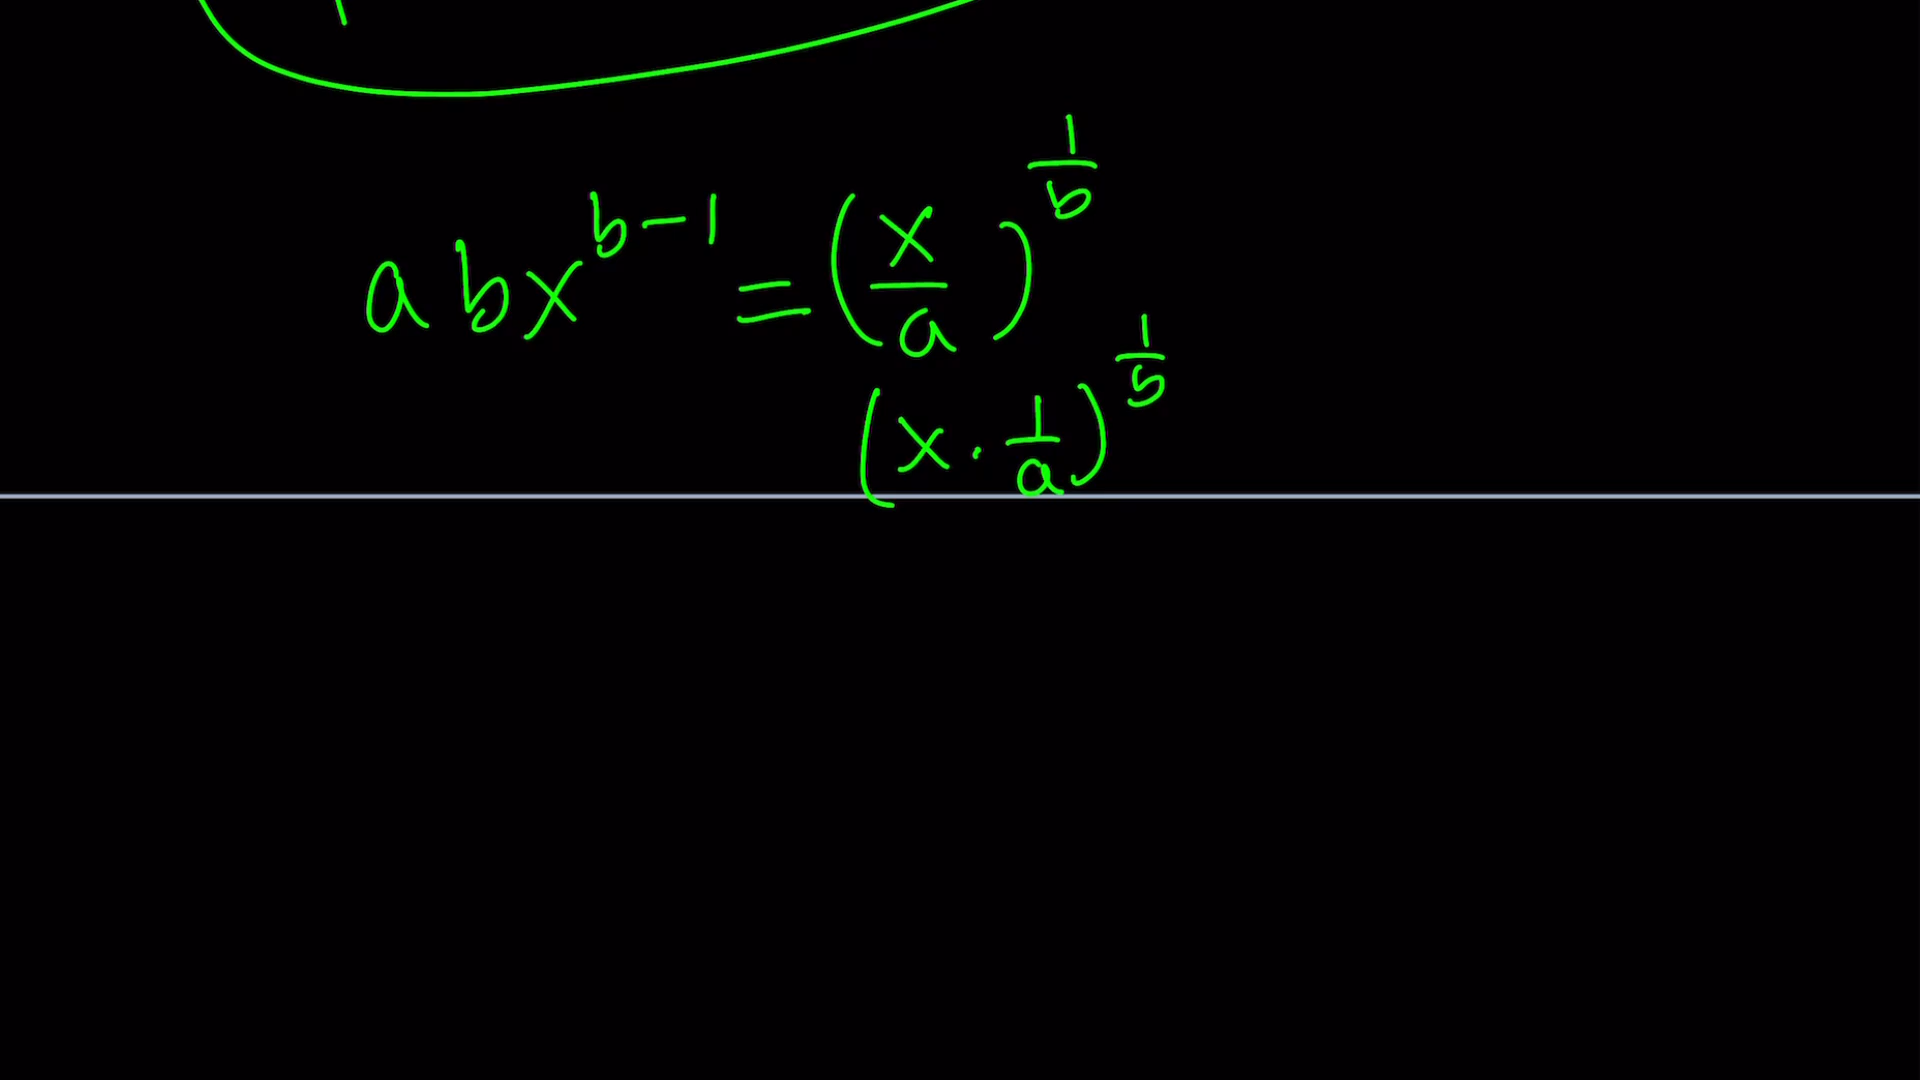 abx^{b-1} = (x/a)^{1/b}
(x · 1/a)^{1/b}